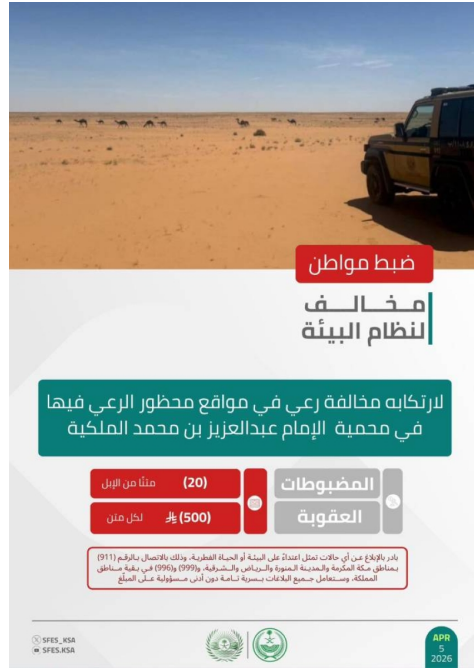 ضبط مواطن
مخالف
لنظام البيئة
لارتكابه مخالفة رعي في مواقع محظور الرعي فيها
في محمية الإمام عبدالعزيز بن محمد الملكية
المضبوطات
(20) متنًا من الإبل
العقوبة
(500) لكل متن
بادر بالإبلاغ عن أي حالات تمثل اعتداءً على البيئة أو الحياة الفطرية، وذلك بالاتصال بالرقم (911)
بمناطق مكة المكرمة والمدينة المنورة والرياض والشرقية، و(999) و(996) في بقية مناطق
المملكة، وستعامل جميع البلاغات بسرية تامة دون أدنى مسؤولية على المبلّغ
SFES_KSA
SFES.KSA
APR
5
2026